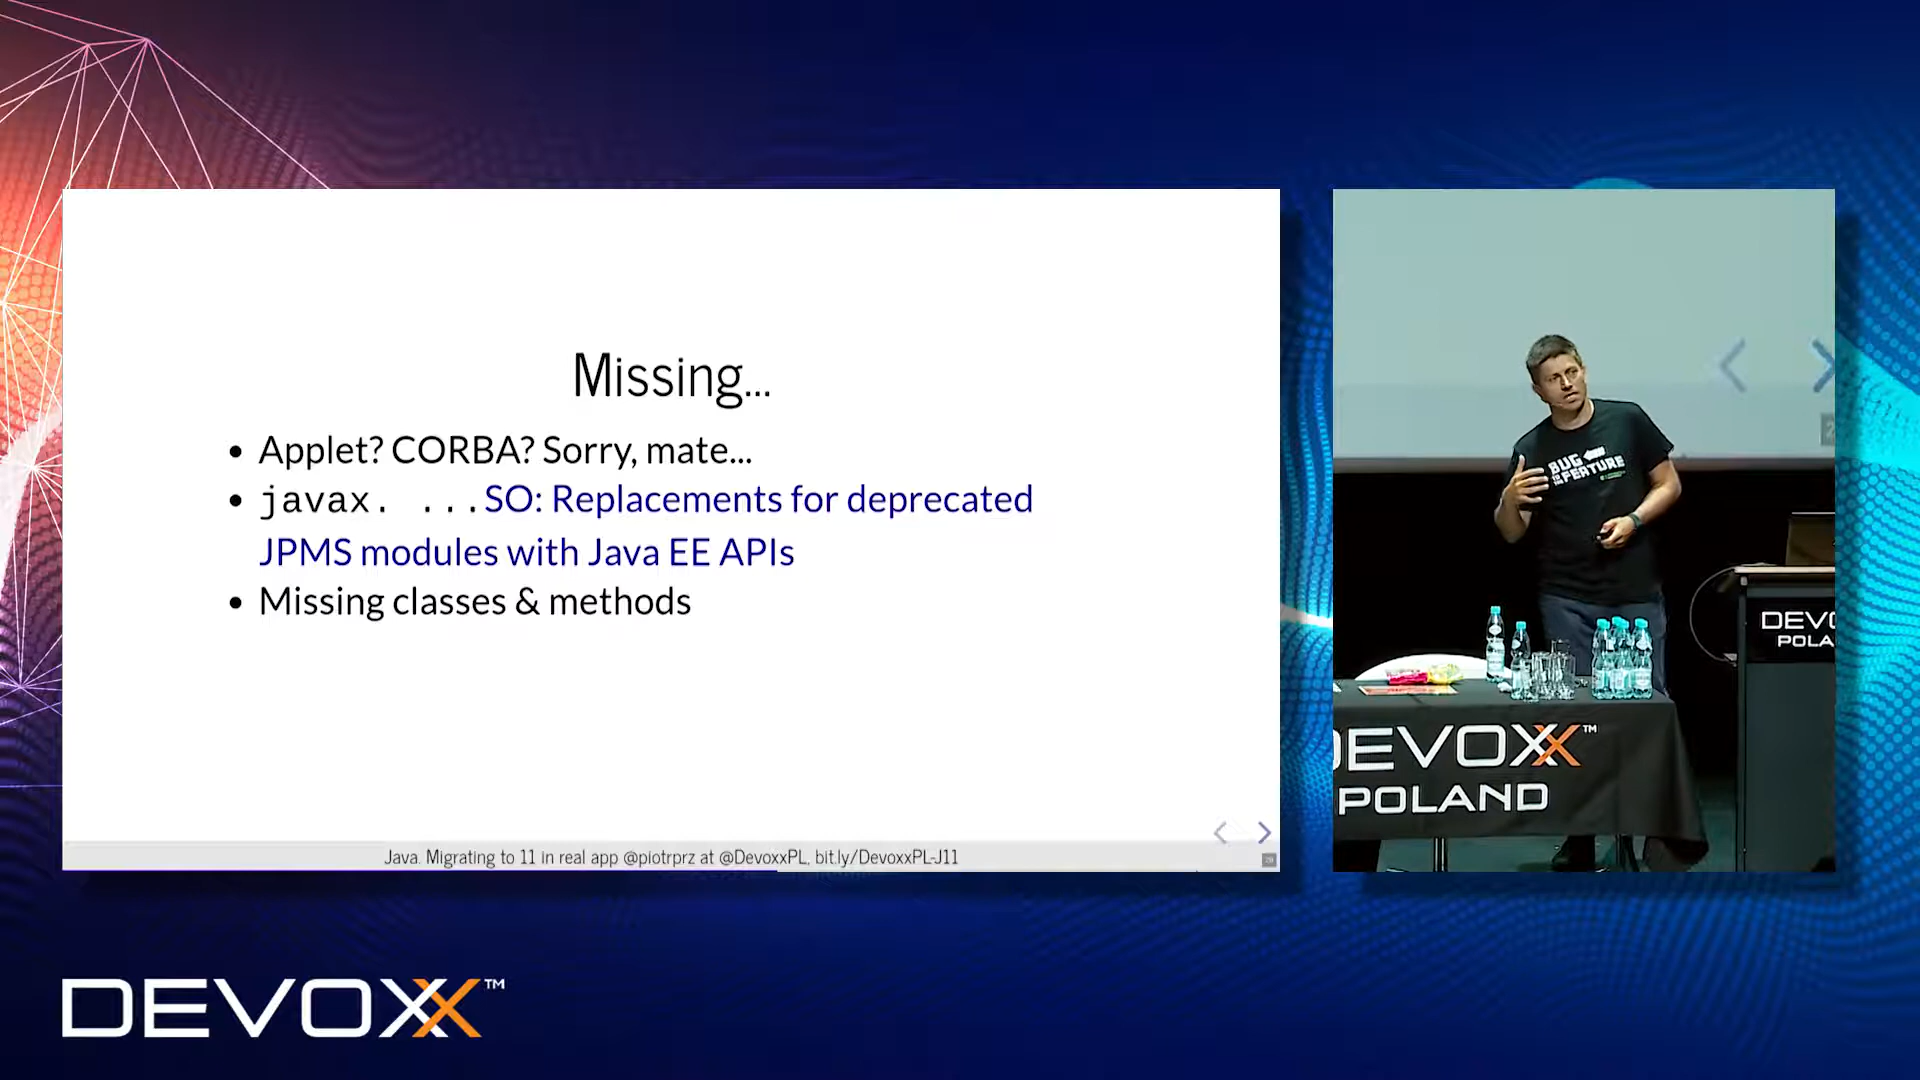 Missing...
Applet? CORBA? Sorry, mate...
javax. ... SO: Replacements for deprecated
JPMS modules with Java EE APIs
Missing classes & methods
Java. Migrating to 11 in real app @piotrprz at @DevoxxPL, bit.ly/DevoxxPL-J11
BUG
FEATURE
DEVO
POLA
DEVOXX™
POLAND
DEVOXX™